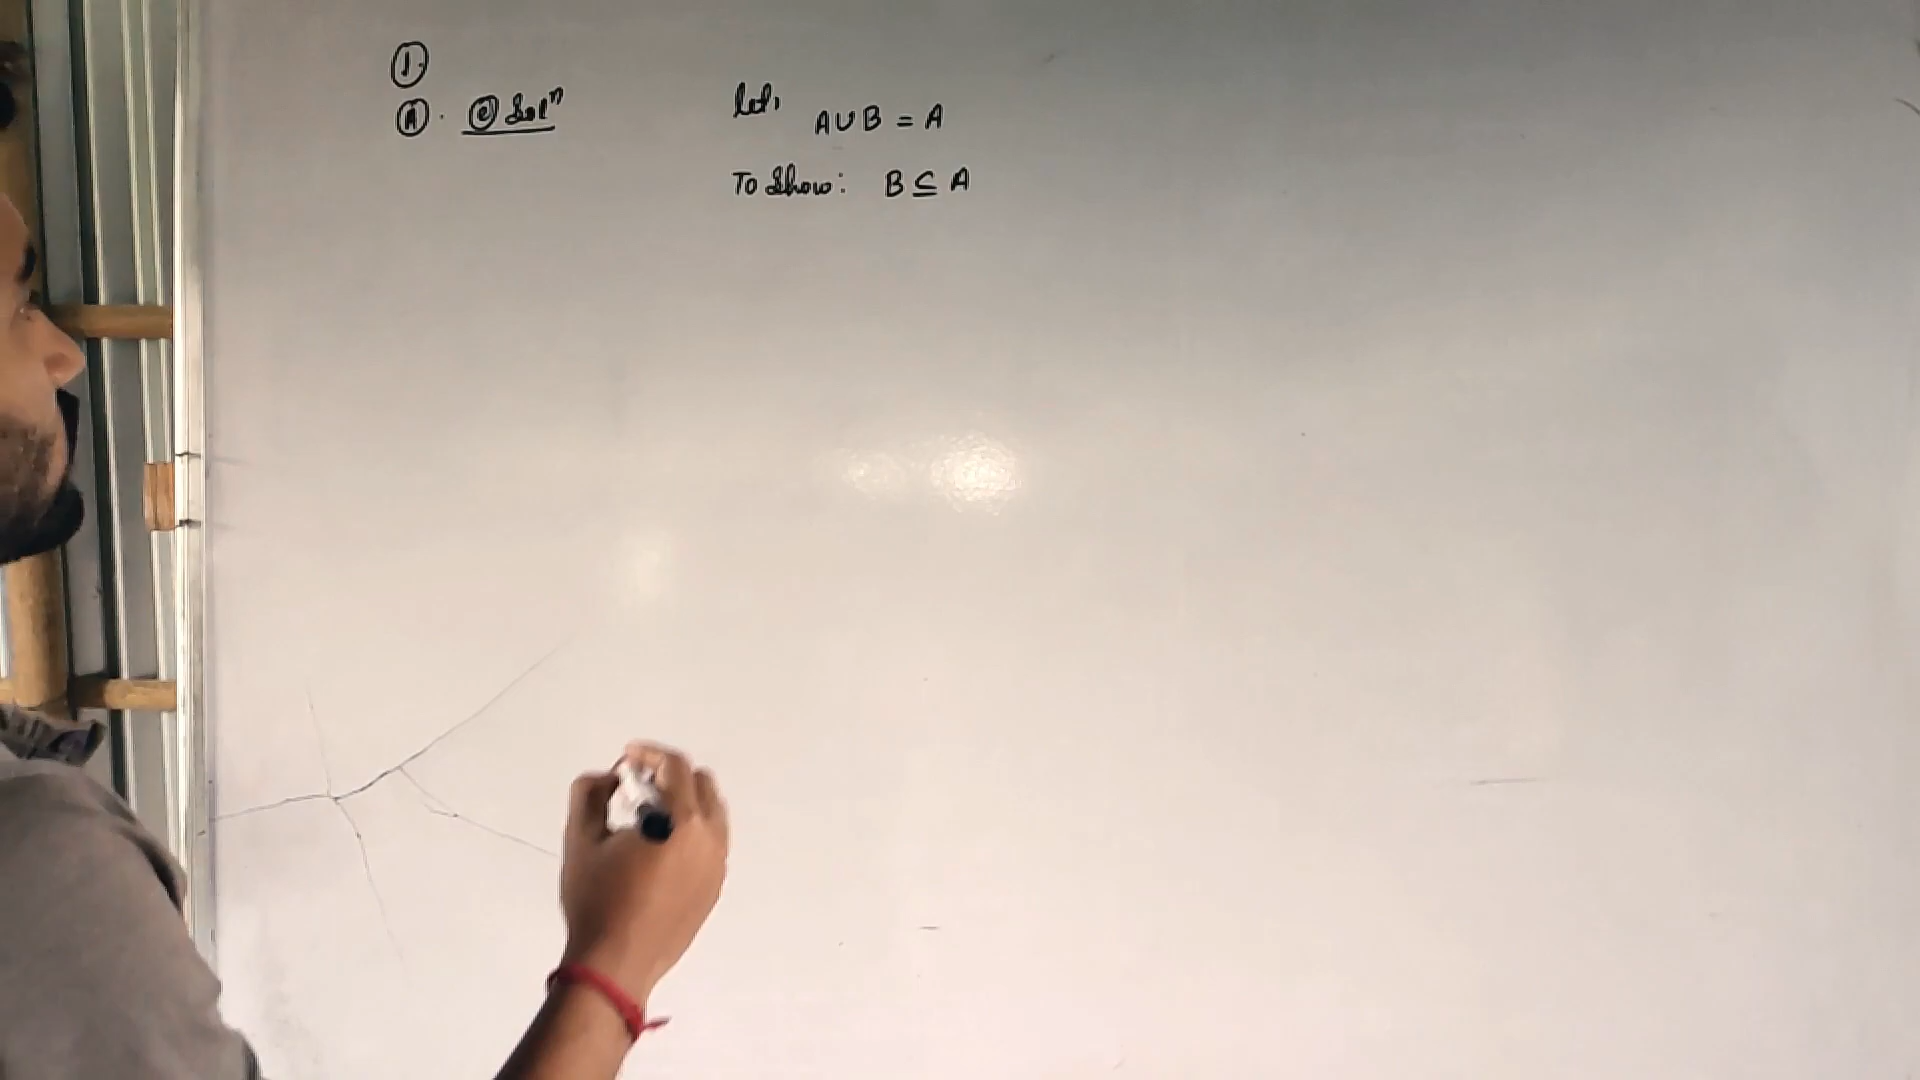 ①
Ⓐ. ⓔ Solⁿ let, A∪B = A
To Show: B ⊆ A